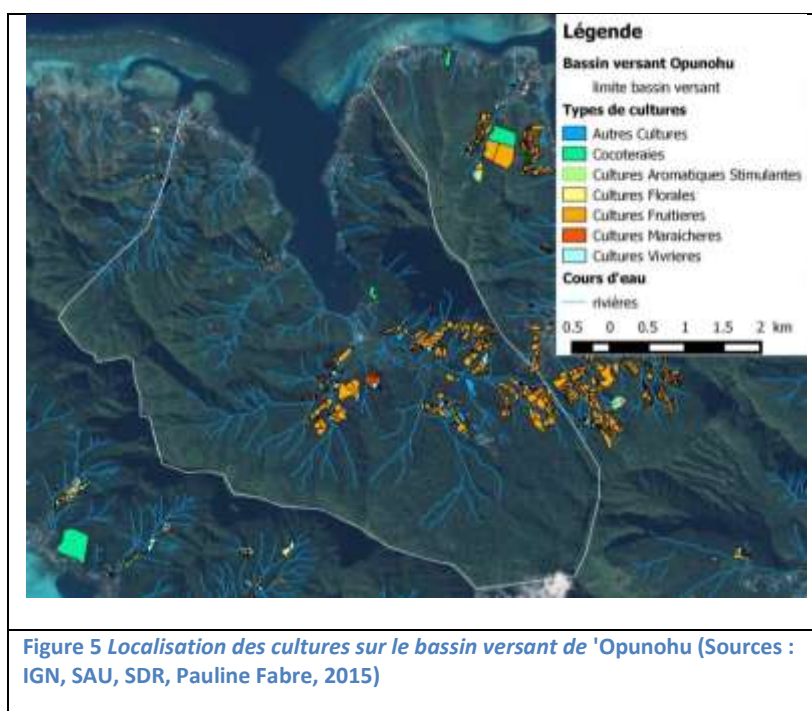 Légende
Bassin versant Opunohu
limite bassin versant
Types de cultures
Autres Cultures
Cocoteraies
Cultures Aromatiques Stimulantes
Cultures Florales
Cultures Fruitieres
Cultures Maraicheres
Cultures Vivrieres
Cours d'eau
rivières
0.5 0 0.5 1 1.5 2 km
Figure 5 Localisation des cultures sur le bassin versant de 'Opunohu (Sources :
IGN, SAU, SDR, Pauline Fabre, 2015)